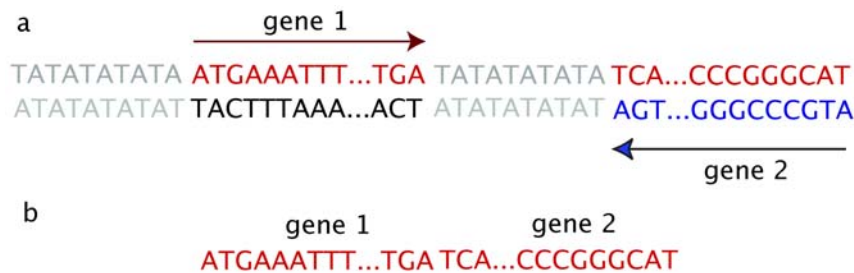 a
gene 1
TATATATATA ATGAAATTT...TGA TATATATATA TCA...CCCGGGCAT
ATATATATAT TACTTTAAA...ACT ATATATATAT AGT...GGGCCCGTA
gene 2
b
gene 1 gene 2
ATGAAATTT...TGA TCA...CCCGGGCAT